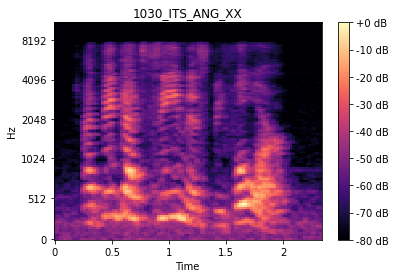 1030_ITS_ANG_XX
+0 dB
8192
-10 dB
4096
-20 dB
-30 dB
2048
Hz
-40 dB
1024
-50 dB
512
-60 dB
-70 dB
0
-80 dB
0 0.5 1 1.5 2
Time